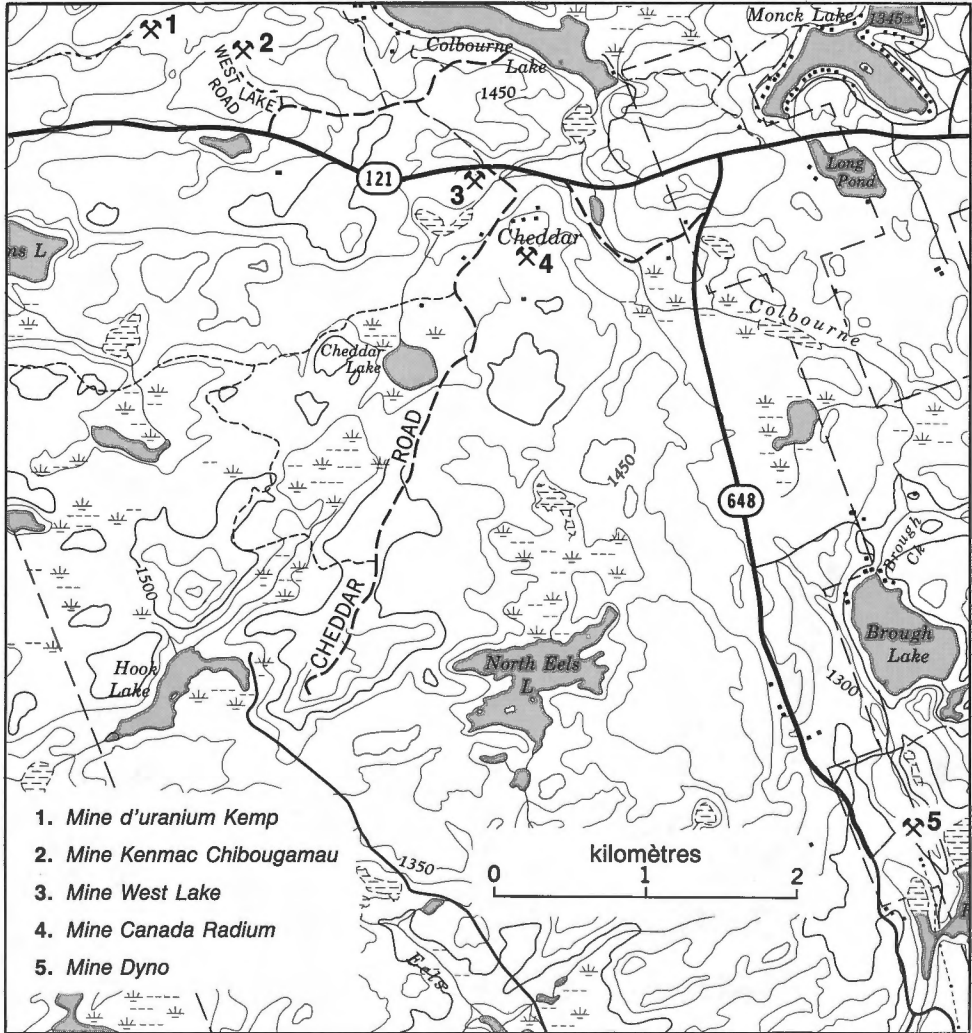 1
2
WEST LAKE
ROAD
Colbourne
Lake
1450
Monck Lake
1345±
121
3
Long
Pond
Cheddar
4
ns L
Colbourne
Cheddar
Lake
ROAD
1450
648
Brough
Ck
1500
CHEDDAR
Hook
Lake
North Eels
L
Brough
Lake
1300
5
1. Mine d'uranium Kemp
2. Mine Kenmac Chibougamau
3. Mine West Lake
4. Mine Canada Radium
5. Mine Dyno
kilomètres
0 1 2
1350
Eels